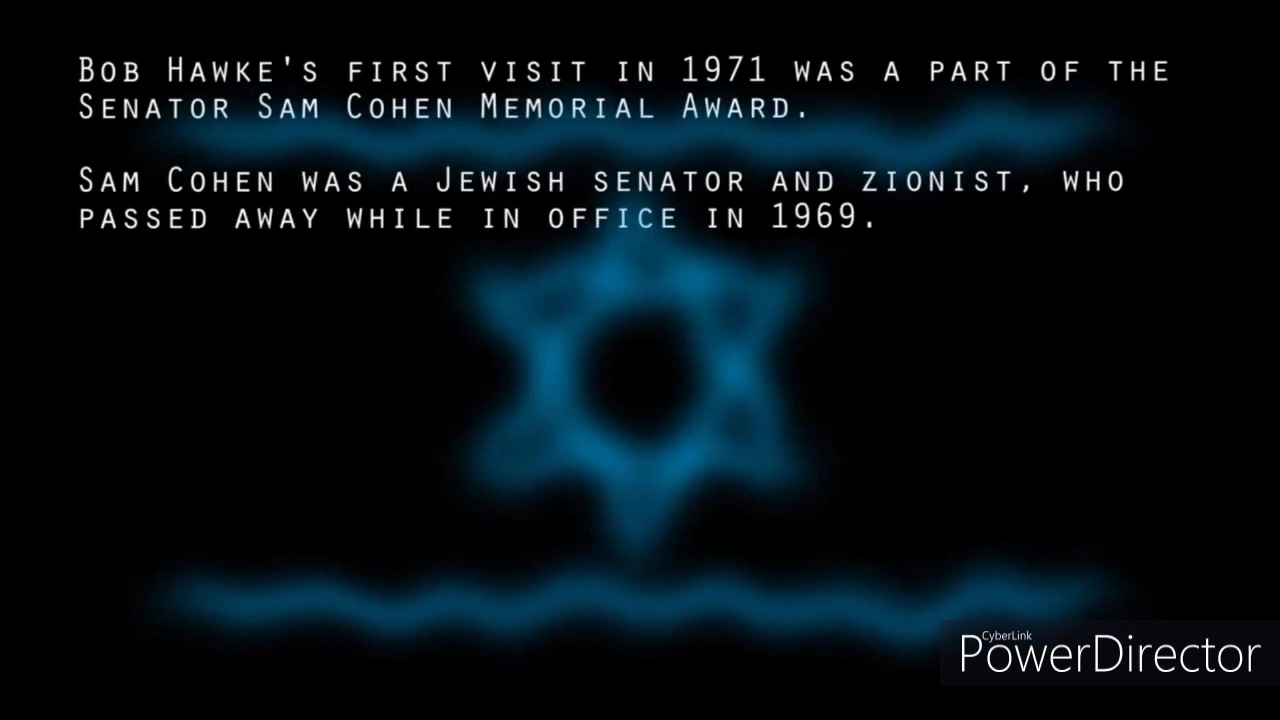 Bob Hawke's first visit in 1971 was a part of the
Senator Sam Cohen Memorial Award.
Sam Cohen was a Jewish senator and zionist, who
passed away while in office in 1969.
CyberLink
PowerDirector